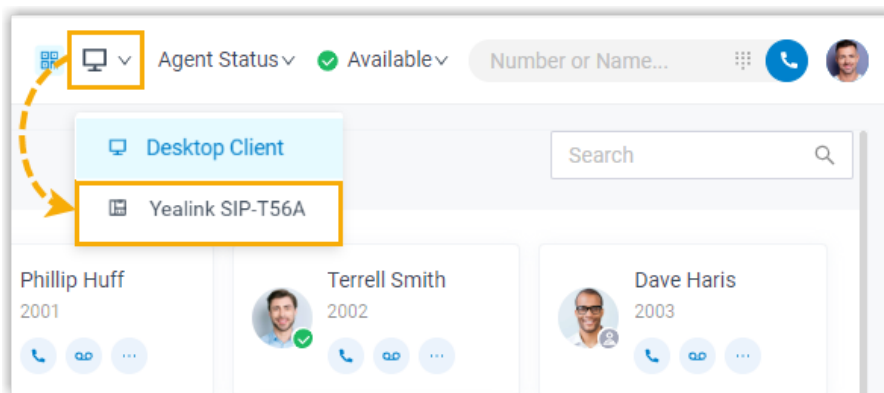 Agent Status Available Number or Name...
Desktop Client
Search
Yealink SIP-T56A
Phillip Huff Terrell Smith Dave Haris
2001 2002 2003